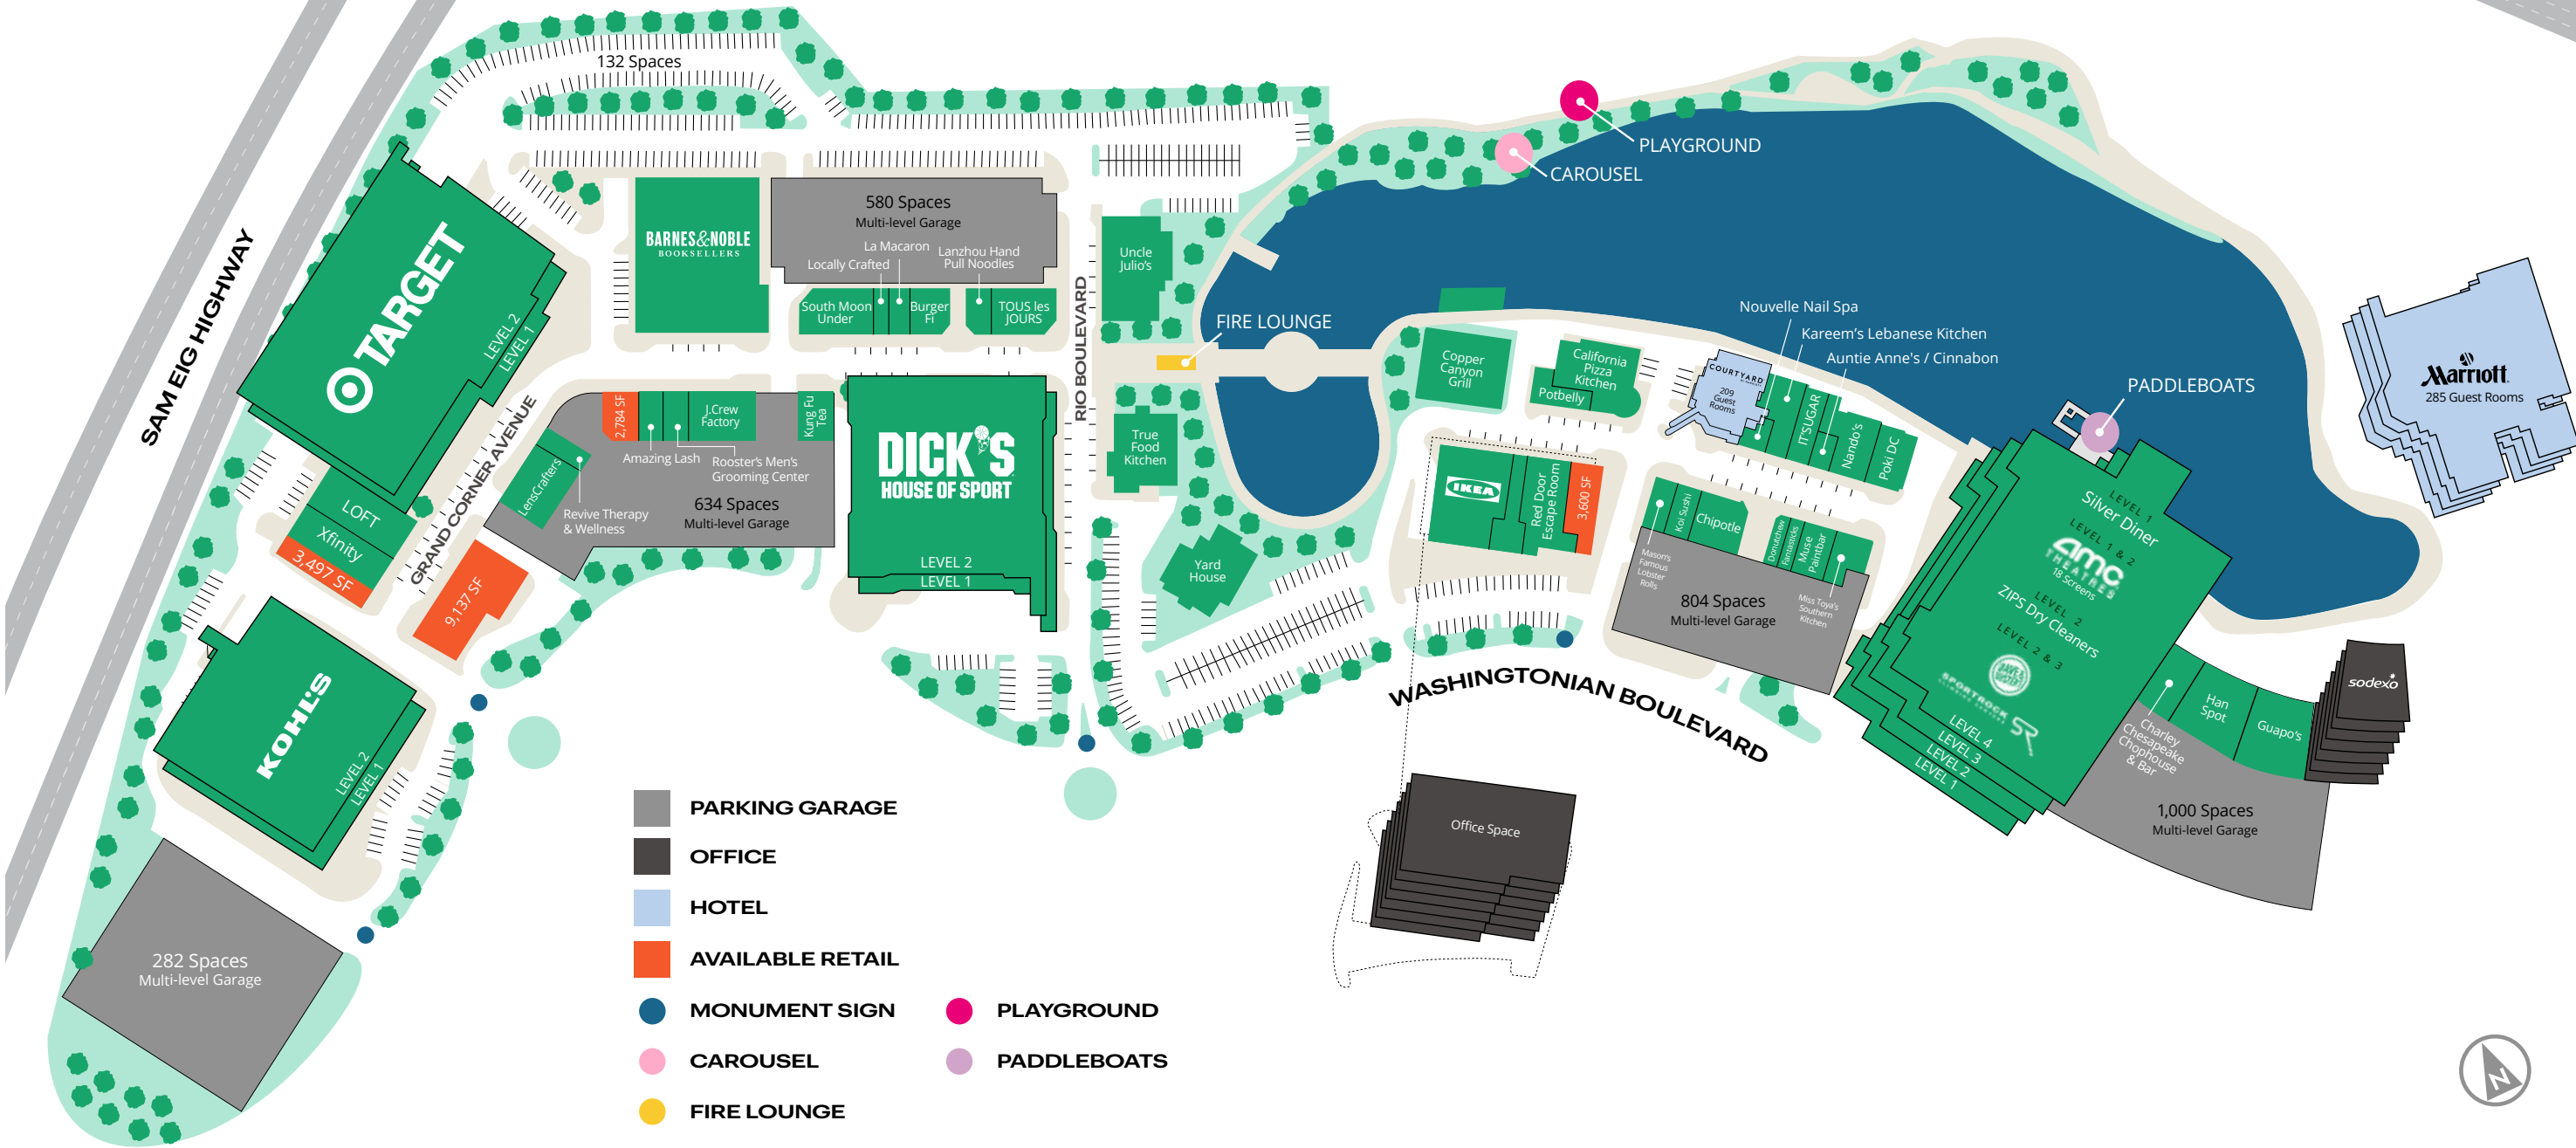 132 Spaces
SAM EIG HIGHWAY
TARGET
LEVEL 2
LEVEL 1
BARNES&NOBLE
BOOKSELLERS
580 Spaces
Multi-level Garage
La Macaron
Locally Crafted
Lanzhou Hand
Pull Noodles
South Moon
Under
Burger
Fi
TOUS les
JOURS
RIO BOULEVARD
Uncle
Julio's
FIRE LOUNGE
PLAYGROUND
CAROUSEL
GRAND CORNER AVENUE
LOFT
Xfinity
3,497 SF
9,137 SF
LensCrafters
Revive Therapy
& Wellness
2,784 SF
Amazing Lash
Rooster's Men's
Grooming Center
J.Crew
Factory
Kung Fu
Tea
634 Spaces
Multi-level Garage
DICK'S
HOUSE OF SPORT
LEVEL 2
LEVEL 1
True
Food
Kitchen
Yard
House
Copper
Canyon
Grill
California
Pizza
Kitchen
Potbelly
COURTYARD
209
Guest
Rooms
Nouvelle Nail Spa
Kareem's Lebanese Kitchen
Auntie Anne's / Cinnabon
IT'SUGAR
Nando's
Poki DC
IKEA
Red Door
Escape Room
3,600 SF
Mason's
Famous
Lobster
Rolls
Koi Sushi
Chipotle
Donutchew
Fantasticks
Muse
Paintbar
Miss Toya's
Southern
Kitchen
804 Spaces
Multi-level Garage
WASHINGTONIAN BOULEVARD
PADDLEBOATS
Marriott
285 Guest Rooms
LEVEL 1
Silver Diner
LEVEL 1 & 2
amc
THEATRES
18 Screens
LEVEL 2
ZIPS Dry Cleaners
LEVEL 2 & 3
SPORTROCK
SR
LEVEL 4
LEVEL 3
LEVEL 2
LEVEL 1
Charley
Chesapeake
Chophouse
& Bar
Han
Spot
Guapo's
sodexo
1,000 Spaces
Multi-level Garage
KOHL'S
LEVEL 2
LEVEL 1
282 Spaces
Multi-level Garage
Office Space
PARKING GARAGE
OFFICE
HOTEL
AVAILABLE RETAIL
MONUMENT SIGN
CAROUSEL
FIRE LOUNGE
PLAYGROUND
PADDLEBOATS
N